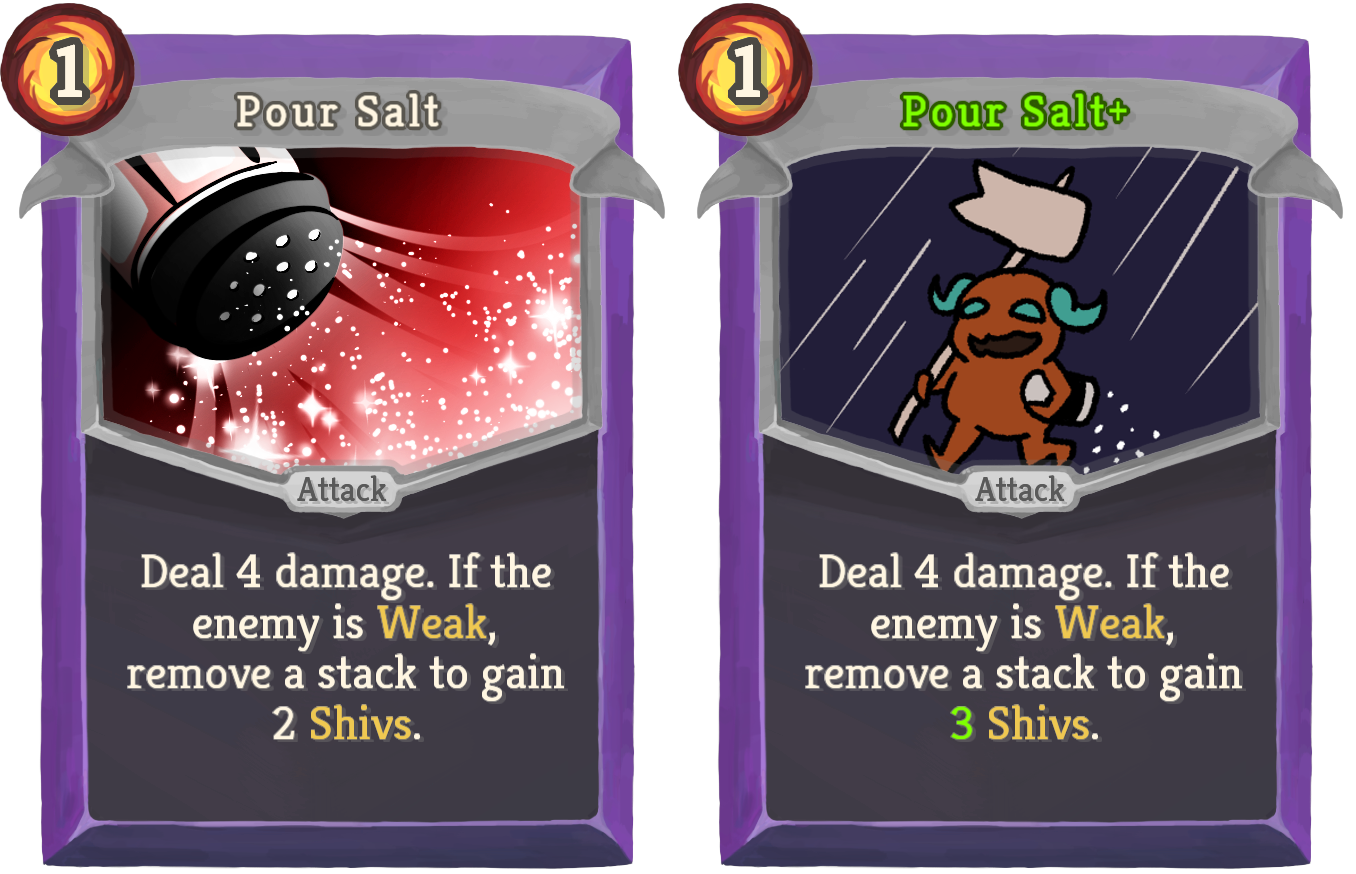 1
Pour Salt
Attack
Deal 4 damage. If the
enemy is Weak,
remove a stack to gain
2 Shivs.
1
Pour Salt+
Attack
Deal 4 damage. If the
enemy is Weak,
remove a stack to gain
3 Shivs.